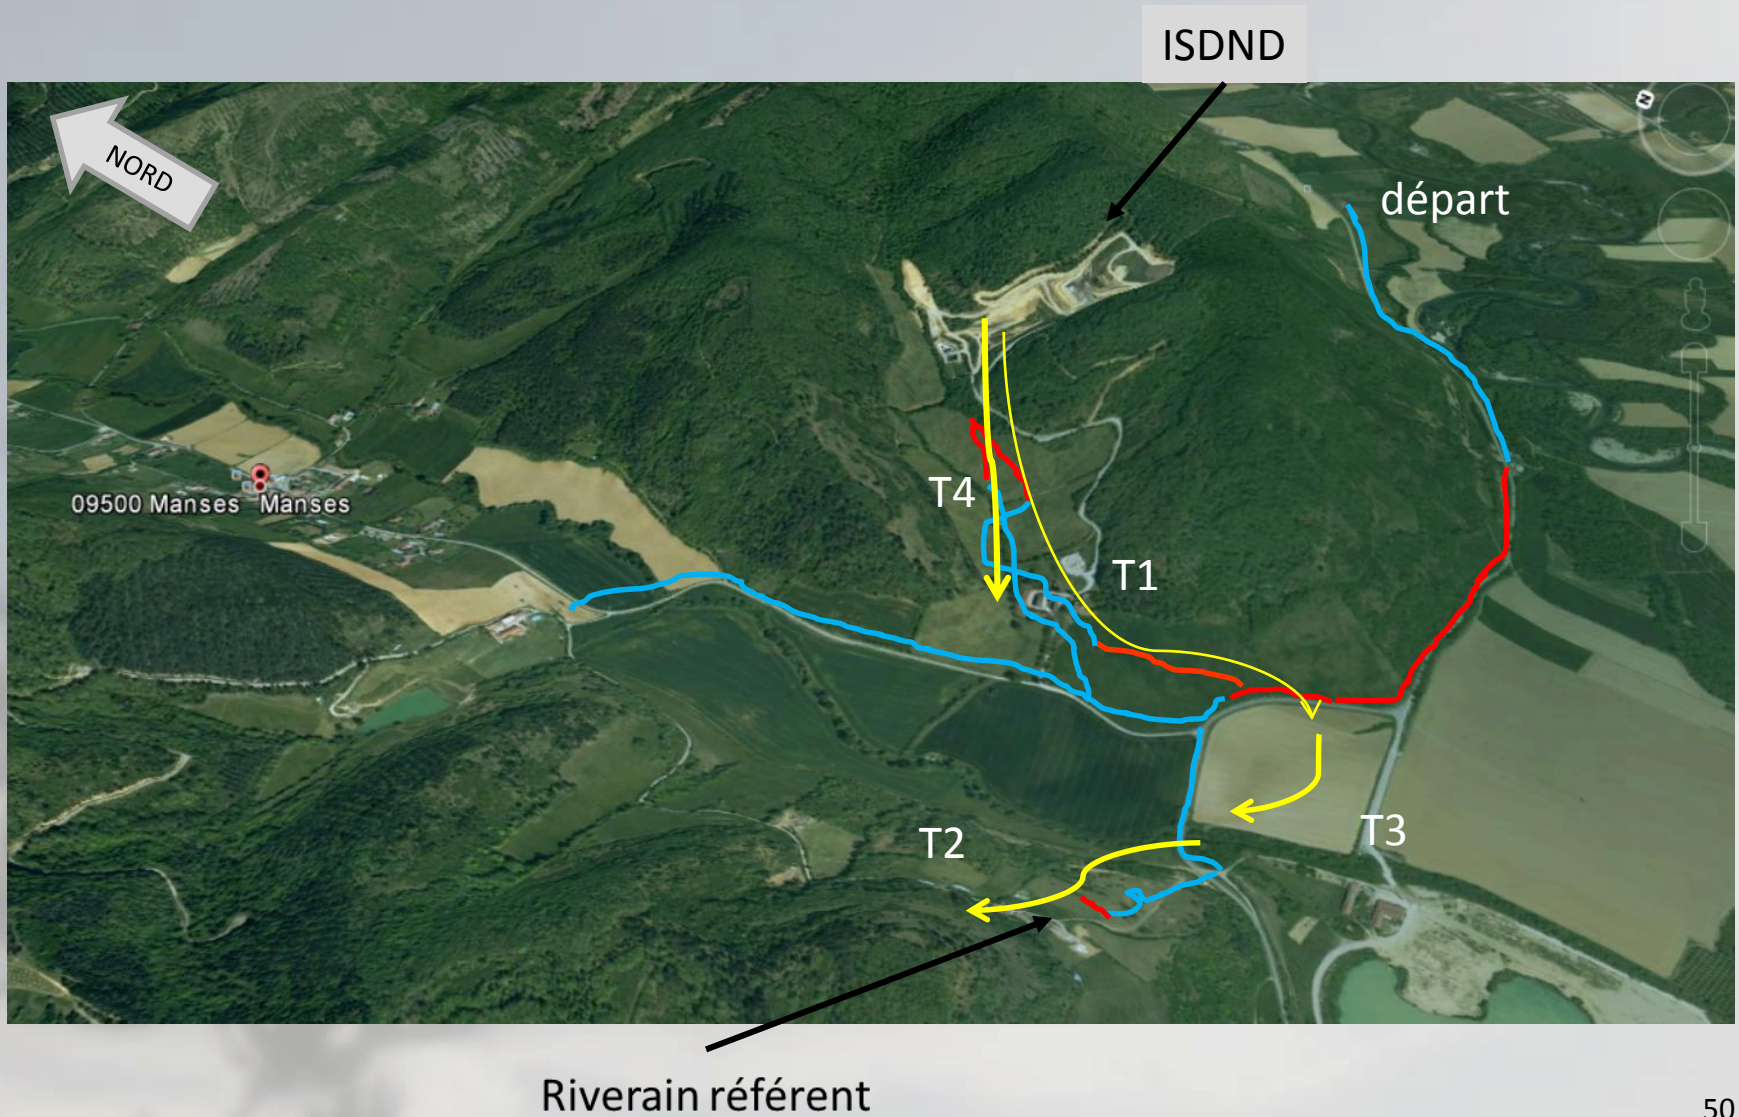 ISDND
N
NORD
départ
T4
09500 Manses Manses
T1
T3
T2
Riverain référent
50